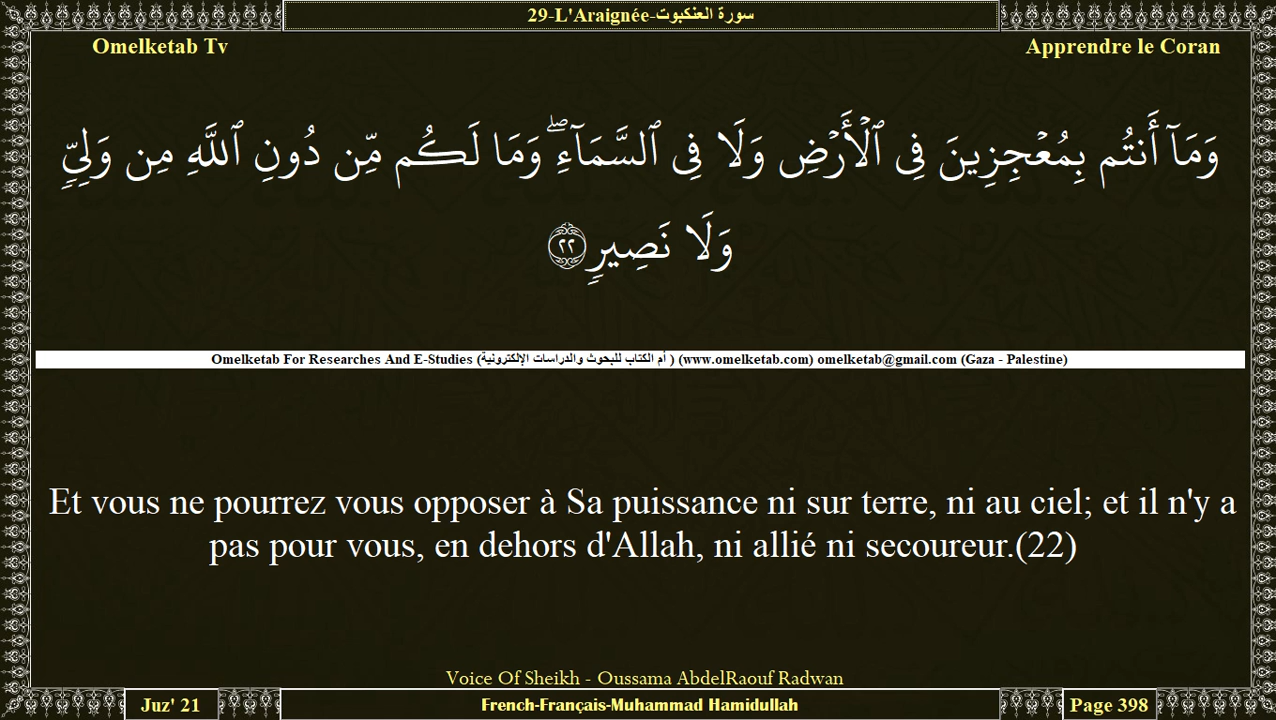 29-L'Araignée-سورة العنكبوت
Omelketab Tv
Apprendre le Coran
وَمَآ أَنتُم بِمُعْجِزِينَ فِى ٱلْأَرْضِ وَلَا فِى ٱلسَّمَآءِ ۖ وَمَا لَكُم مِّن دُونِ ٱللَّهِ مِن وَلِىٍّ
وَلَا نَصِيرٍ ٢٢
Omelketab For Researches And E-Studies (أم الكتاب للبحوث والدراسات الإلكترونية ) (www.omelketab.com) omelketab@gmail.com (Gaza - Palestine)
Et vous ne pourrez vous opposer à Sa puissance ni sur terre, ni au ciel; et il n'y a
pas pour vous, en dehors d'Allah, ni allié ni secoureur.(22)
Voice Of Sheikh - Oussama AbdelRaouf Radwan
Juz' 21
French-Français-Muhammad Hamidullah
Page 398